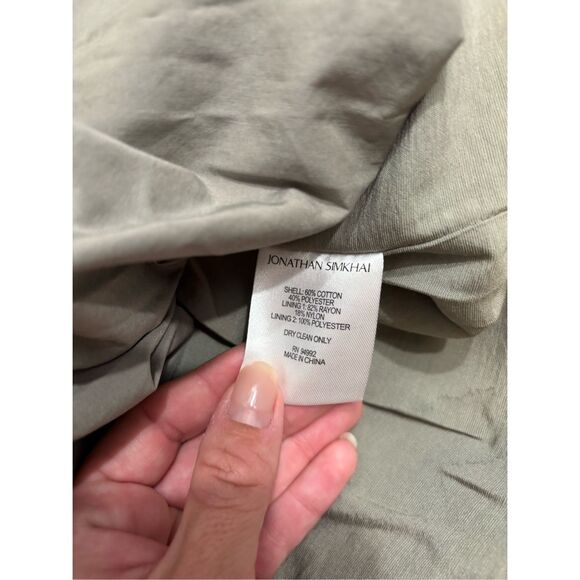 JONATHAN SIMKHAI
SHELL: 60% COTTON
40% POLYESTER
LINING 1: 82% RAYON
18% NYLON
LINING 2: 100% POLYESTER
DRY CLEAN ONLY
RN 94992
MADE IN CHINA